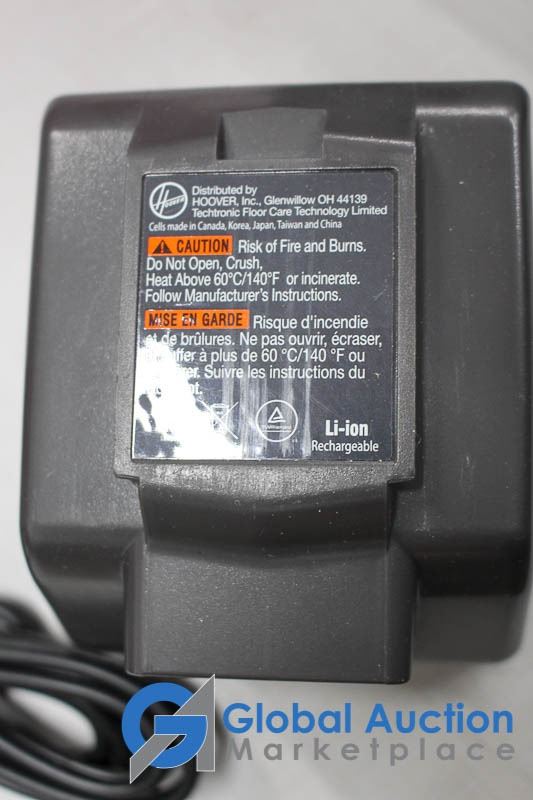 HOOVER
Distributed by
HOOVER, Inc., Glenwillow OH 44139
Techtronic Floor Care Technology Limited
Cells made in Canada, Korea, Japan, Taiwan and China
CAUTION Risk of Fire and Burns.
Do Not Open, Crush,
Heat Above 60°C/140°F or incinerate.
Follow Manufacturer's Instructions.
MISE EN GARDE Risque d'incendie
et de brûlures. Ne pas ouvrir, écraser,
à plus de 60 °C/140 °F ou
Suivre les instructions du
Li-ion
Rechargeable
Global Auction
Marketplace